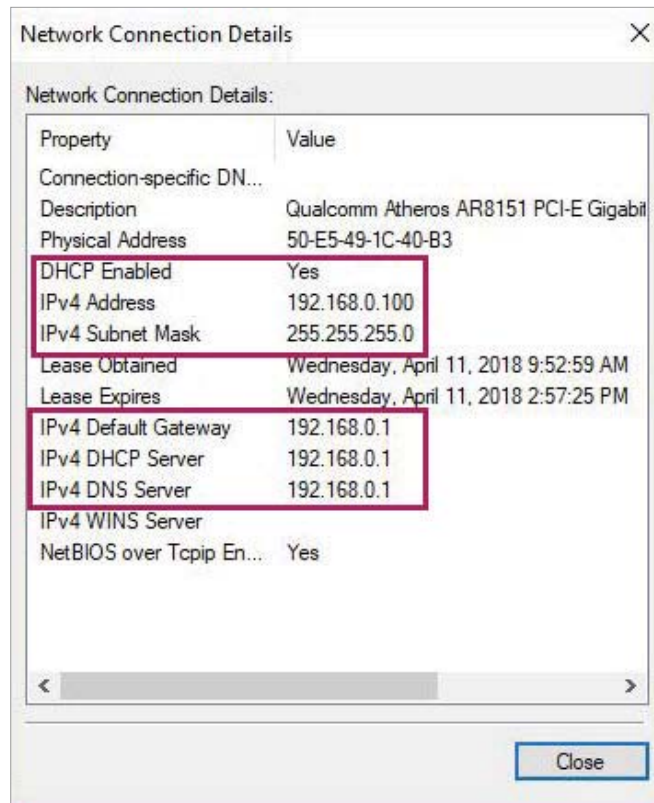 Network Connection Details
Network Connection Details:
Property Value
Connection-specific DN...
Description Qualcomm Atheros AR8151 PCI-E Gigabit
Physical Address 50-E5-49-1C-40-B3
DHCP Enabled Yes
IPv4 Address 192.168.0.100
IPv4 Subnet Mask 255.255.255.0
Lease Obtained Wednesday, April 11, 2018 9:52:59 AM
Lease Expires Wednesday, April 11, 2018 2:57:25 PM
IPv4 Default Gateway 192.168.0.1
IPv4 DHCP Server 192.168.0.1
IPv4 DNS Server 192.168.0.1
IPv4 WINS Server
NetBIOS over Tcpip En... Yes
Close